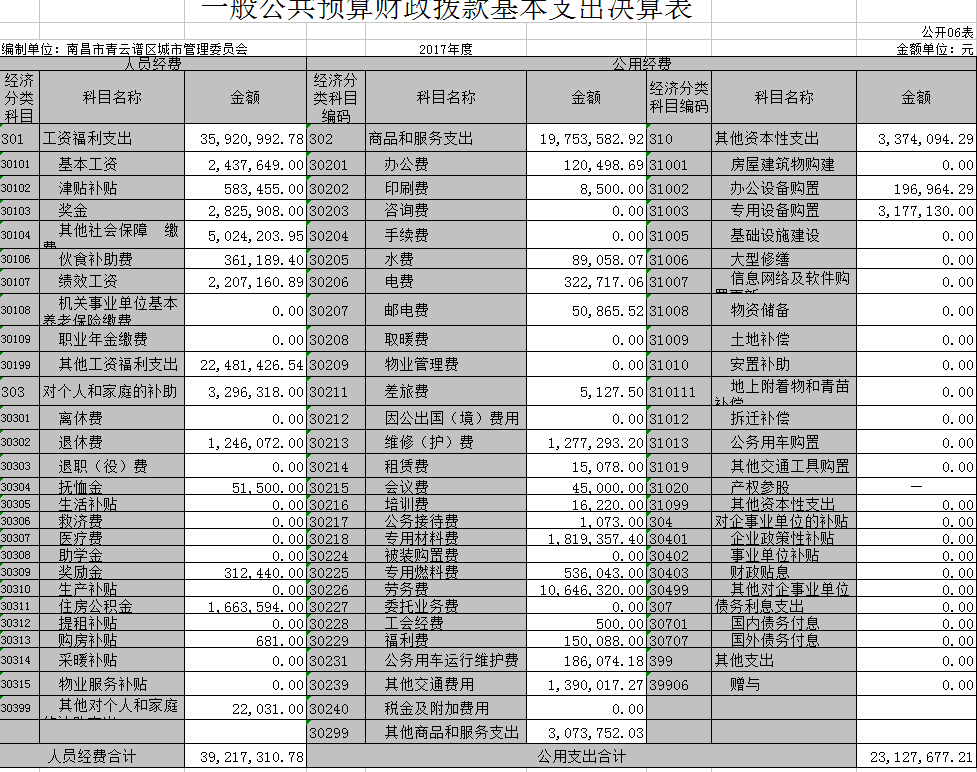 一般公共预算财政拨款基本支出决算表
公开06表
编制单位：南昌市青云谱区城市管理委员会 2017年度 金额单位：元
人员经费 公用经费
经济分类科目 科目名称 金额 经济分类科目编码 科目名称 金额 经济分类科目编码 科目名称 金额
301 工资福利支出 35,920,992.78 302 商品和服务支出 19,753,582.92 310 其他资本性支出 3,374,094.29
30101 基本工资 2,437,649.00 30201 办公费 120,498.69 31001 房屋建筑物购建 0.00
30102 津贴补贴 583,455.00 30202 印刷费 8,500.00 31002 办公设备购置 196,964.29
30103 奖金 2,825,908.00 30203 咨询费 0.00 31003 专用设备购置 3,177,130.00
30104 其他社会保障 缴费 5,024,203.95 30204 手续费 0.00 31005 基础设施建设 0.00
30106 伙食补助费 361,189.40 30205 水费 89,058.07 31006 大型修缮 0.00
30107 绩效工资 2,207,160.89 30206 电费 322,717.06 31007 信息网络及软件购置更新 0.00
30108 机关事业单位基本养老保险缴费 0.00 30207 邮电费 50,865.52 31008 物资储备 0.00
30109 职业年金缴费 0.00 30208 取暖费 0.00 31009 土地补偿 0.00
30199 其他工资福利支出 22,481,426.54 30209 物业管理费 0.00 31010 安置补助 0.00
303 对个人和家庭的补助 3,296,318.00 30211 差旅费 5,127.50 310111 地上附着物和青苗补偿 0.00
30301 离休费 0.00 30212 因公出国（境）费用 0.00 31012 拆迁补偿 0.00
30302 退休费 1,246,072.00 30213 维修（护）费 1,277,293.20 31013 公务用车购置 0.00
30303 退职（役）费 0.00 30214 租赁费 15,078.00 31019 其他交通工具购置 0.00
30304 抚恤金 51,500.00 30215 会议费 45,000.00 31020 产权参股 —
30305 生活补贴 0.00 30216 培训费 16,220.00 31099 其他资本性支出 0.00
30306 救济费 0.00 30217 公务接待费 1,073.00 304 对企事业单位的补贴 0.00
30307 医疗费 0.00 30218 专用材料费 1,819,357.40 30401 企业政策性补贴 0.00
30308 助学金 0.00 30224 被装购置费 0.00 30402 事业单位补贴 0.00
30309 奖励金 312,440.00 30225 专用燃料费 536,043.00 30403 财政贴息 0.00
30310 生产补贴 0.00 30226 劳务费 10,646,320.00 30499 其他对企事业单位 0.00
30311 住房公积金 1,663,594.00 30227 委托业务费 0.00 307 债务利息支出 0.00
30312 提租补贴 0.00 30228 工会经费 500.00 30701 国内债务付息 0.00
30313 购房补贴 681.00 30229 福利费 150,088.00 30707 国外债务付息 0.00
30314 采暖补贴 0.00 30231 公务用车运行维护费 186,074.18 399 其他支出 0.00
30315 物业服务补贴 0.00 30239 其他交通费用 1,390,017.27 39906 赠与 0.00
30399 其他对个人和家庭 22,031.00 30240 税金及附加费用 0.00
30299 其他商品和服务支出 3,073,752.03
人员经费合计 39,217,310.78 公用支出合计 23,127,677.21